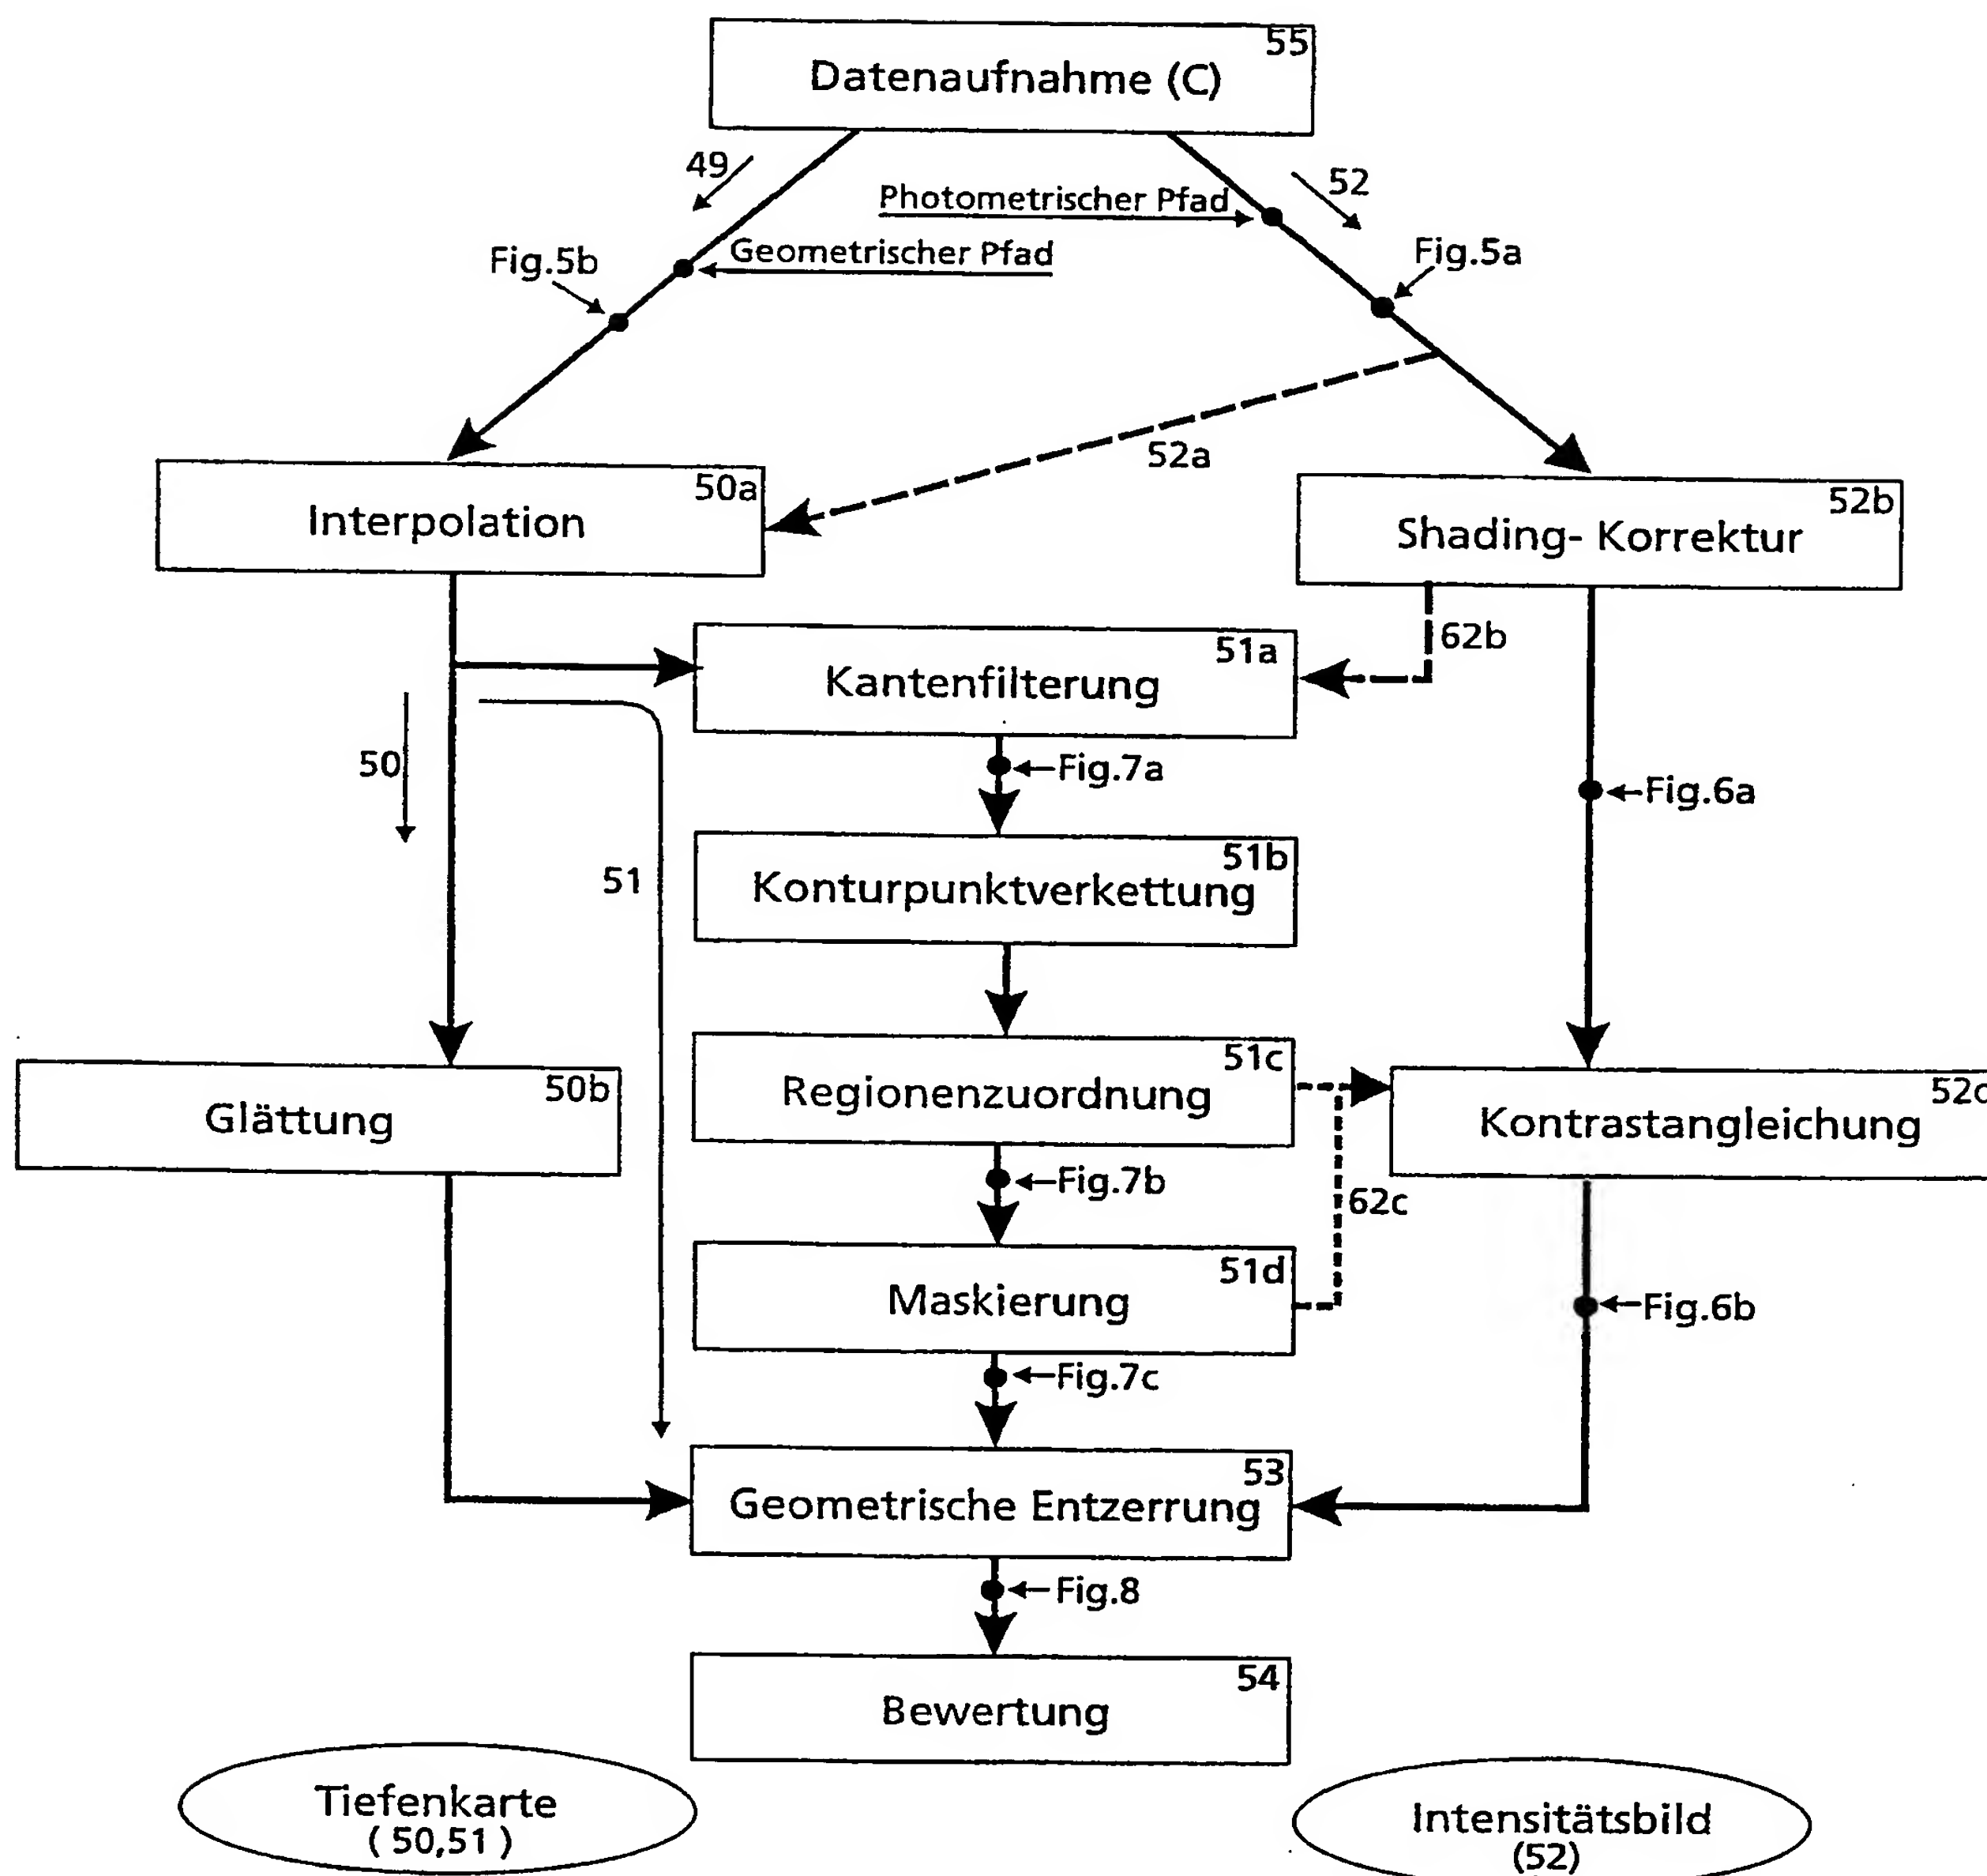 55
Datenaufnahme (C)
49
52
Photometrischer Pfad
Geometrischer Pfad
Fig.5b
Fig.5a
52a
50a
Interpolation
52b
Shading- Korrektur
62b
51a
Kantenfilterung
50
Fig.7a
Fig.6a
51
51b
Konturpunktverkettung
50b
Glättung
51c
Regionenzuordnung
52c
Kontrastangleichung
Fig.7b
62c
51d
Maskierung
Fig.6b
Fig.7c
53
Geometrische Entzerrung
Fig.8
54
Bewertung
Tiefenkarte
( 50,51 )
Intensitätsbild
(52)